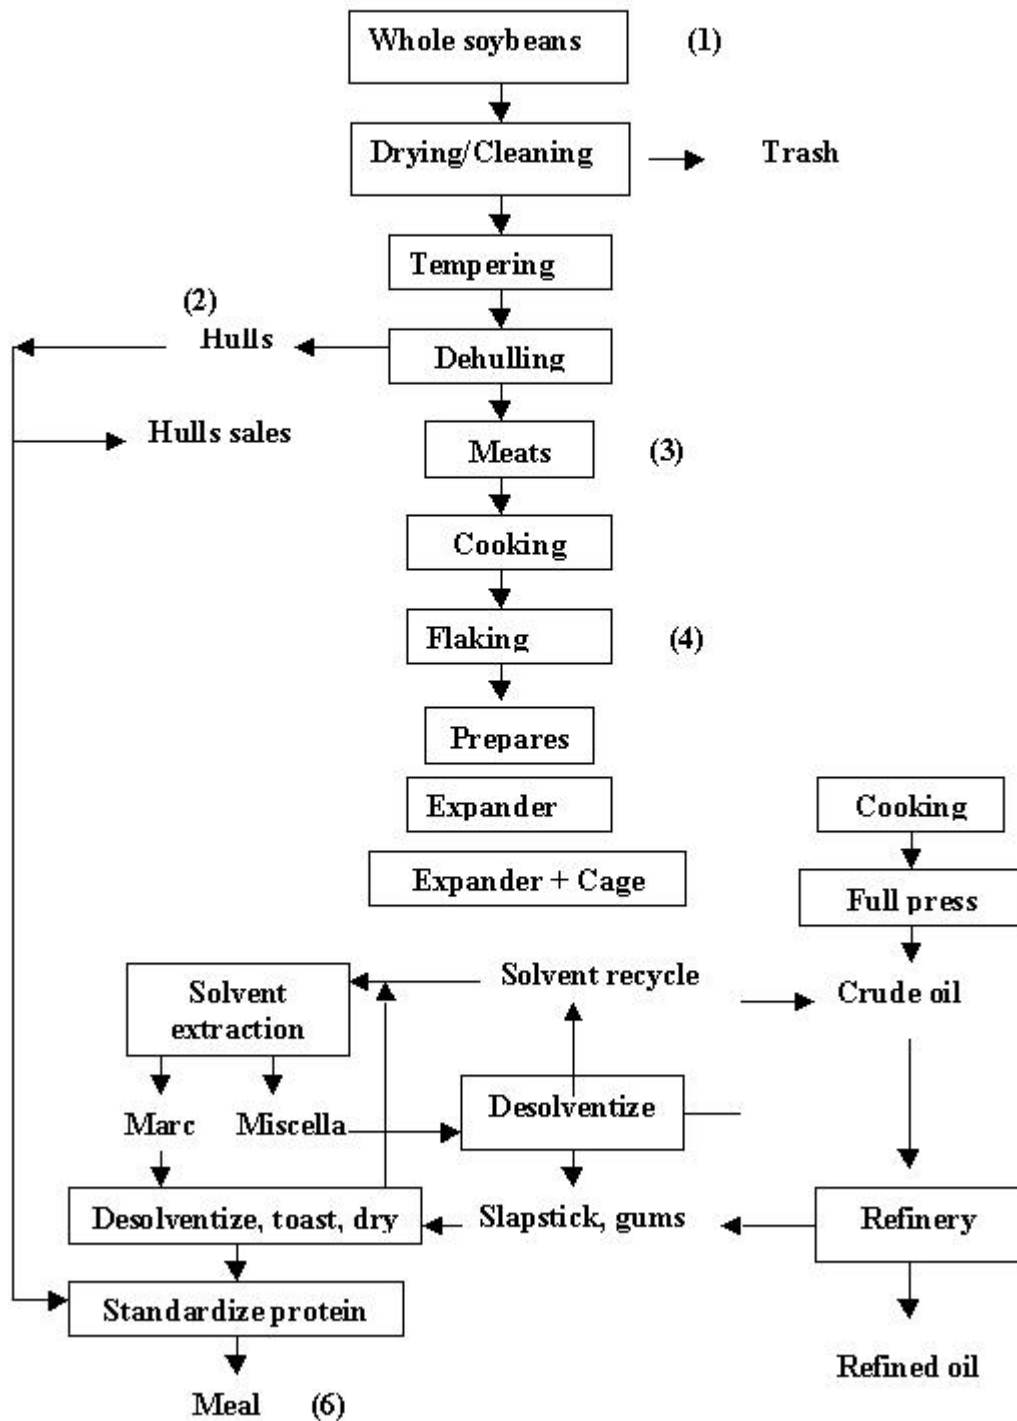 Whole soybeans (1)
Drying/Cleaning Trash
Tempering
(2)
Hulls Dehulling
Hulls sales
Meats (3)
Cooking
Flaking (4)
Prepares
Expander Cooking
Expander + Cage Full press
Solvent extraction Solvent recycle Crude oil
Marc Miscella Desolventize
Desolventize, toast, dry Slapstick, gums Refinery
Standardize protein
Refined oil
Meal (6)